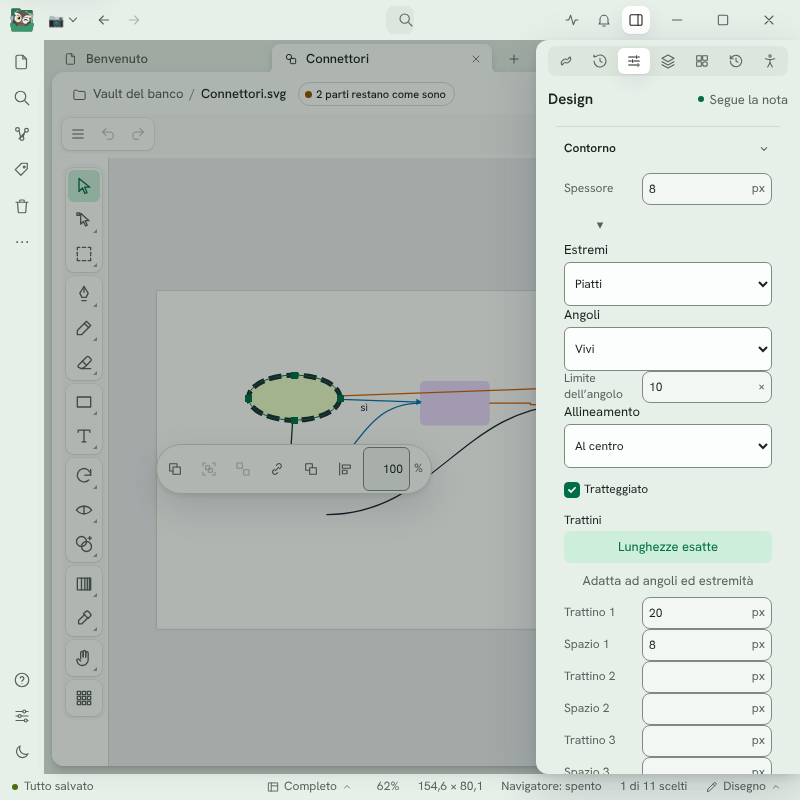 Benvenuto
Connettori
Vault del banco / Connettori.svg
2 parti restano come sono
sì
100 %
Design
Segue la nota
Contorno
Spessore 8 px
Estremi
Piatti
Angoli
Vivi
Limite dell’angolo 10 ×
Allineamento
Al centro
Tratteggiato
Trattini
Lunghezze esatte
Adatta ad angoli ed estremità
Trattino 1 20 px
Spazio 1 8 px
Trattino 2 px
Spazio 2 px
Trattino 3 px
Spazio 3 px
Tutto salvato
Completo
62%
154,6 × 80,1
Navigatore: spento
1 di 11 scelti
Disegno